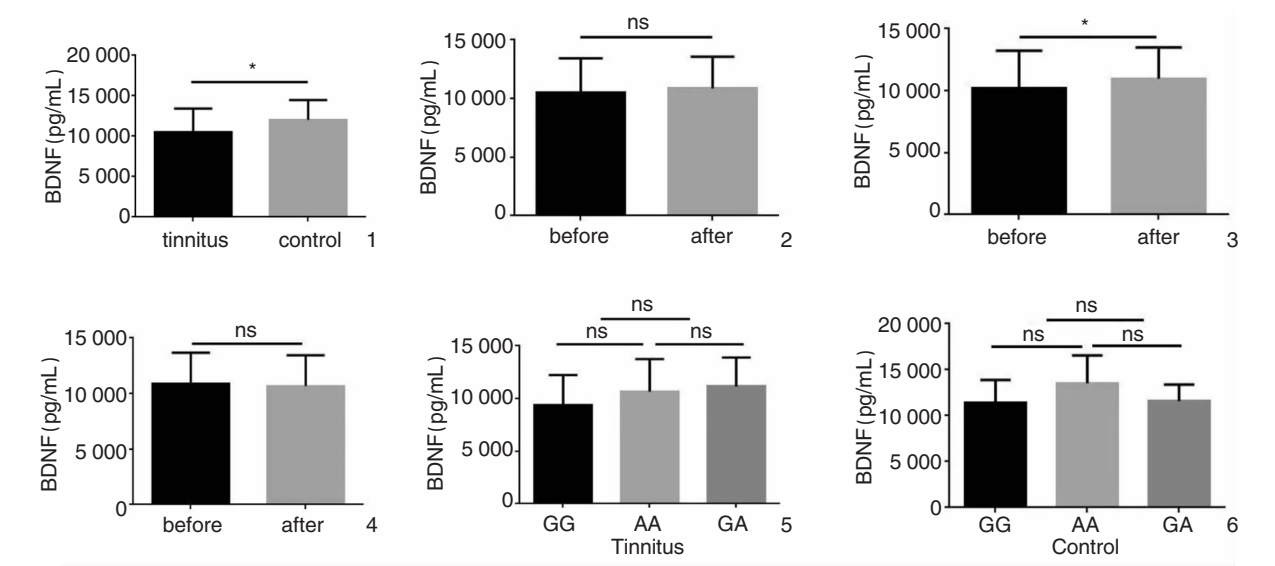 *
20 000
15 000
10 000
5 000
0
BDNF (pg/mL)
tinnitus control 1
ns
15 000
10 000
5 000
0
BDNF (pg/mL)
before after 2
*
15 000
10 000
5 000
0
BDNF (pg/mL)
before after 3
ns
15 000
10 000
5 000
0
BDNF (pg/mL)
before after 4
ns
ns ns
15 000
10 000
5 000
0
BDNF (pg/mL)
GG AA GA 5
Tinnitus
ns
ns ns
20 000
15 000
10 000
5 000
0
BDNF (pg/mL)
GG AA GA 6
Control